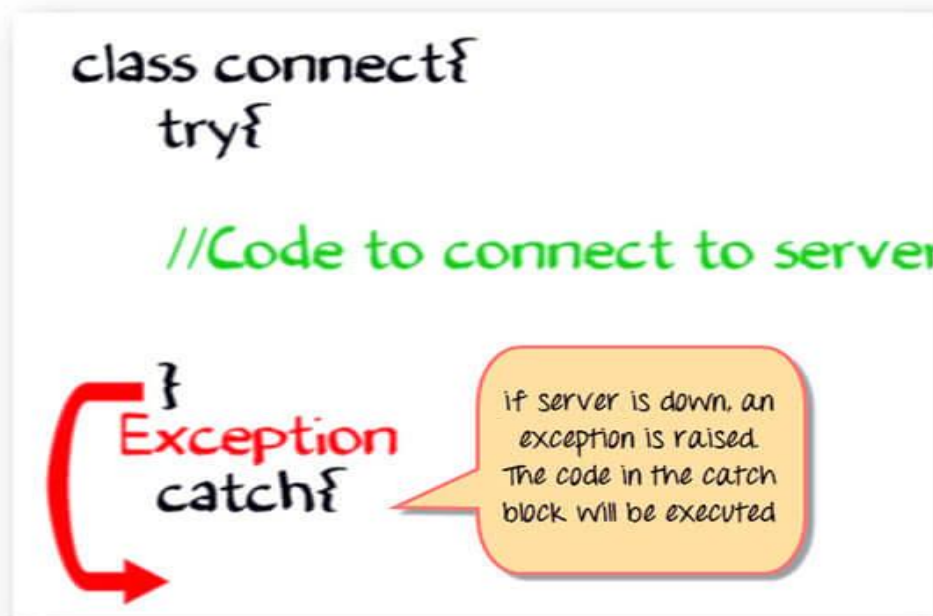 class connect{
try{
//Code to connect to server
}
Exception
catch{
if server is down, an
exception is raised.
The code in the catch
block will be executed